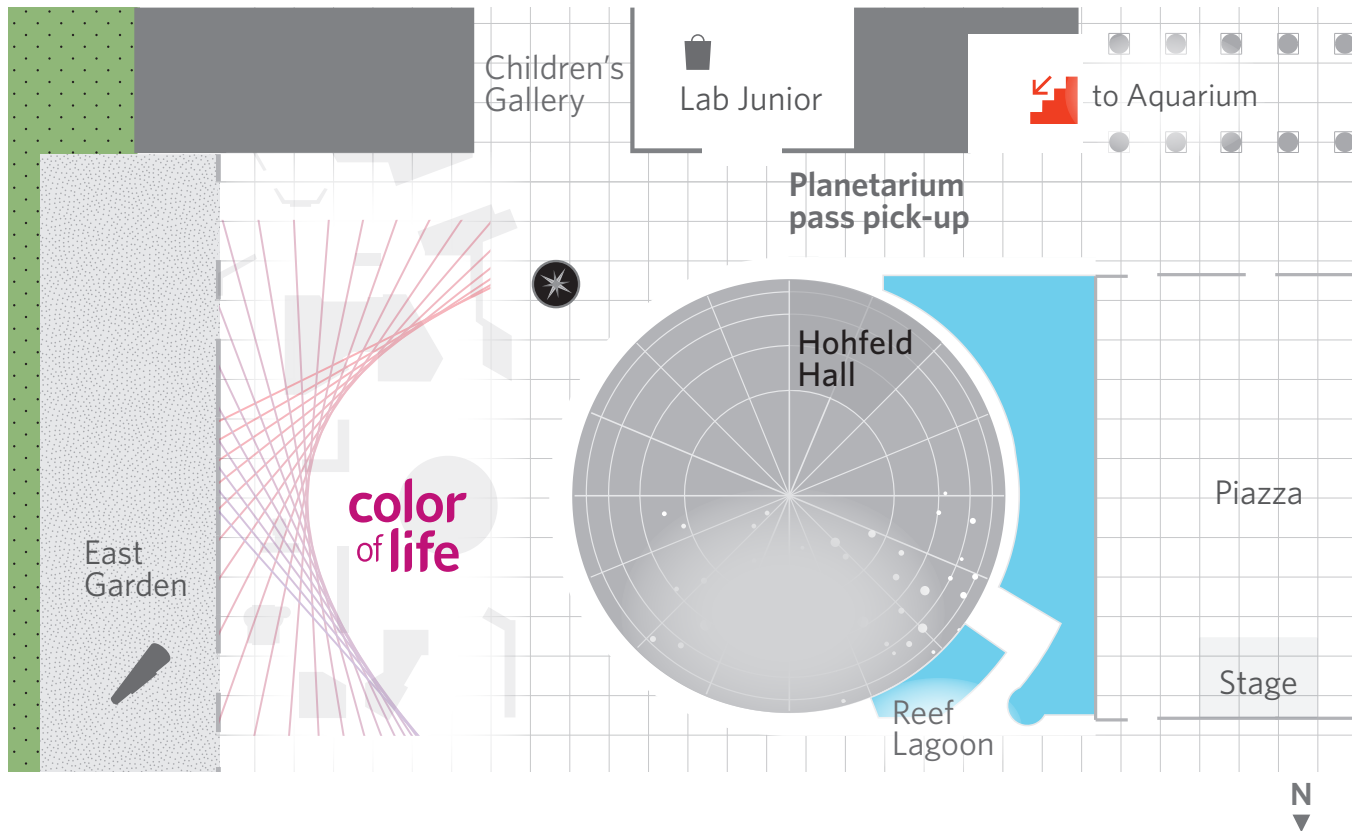 Children's
Gallery
Lab Junior
to Aquarium
Planetarium
pass pick-up
Hohfeld
Hall
color
of life
Piazza
East
Garden
Stage
Reef
Lagoon
N